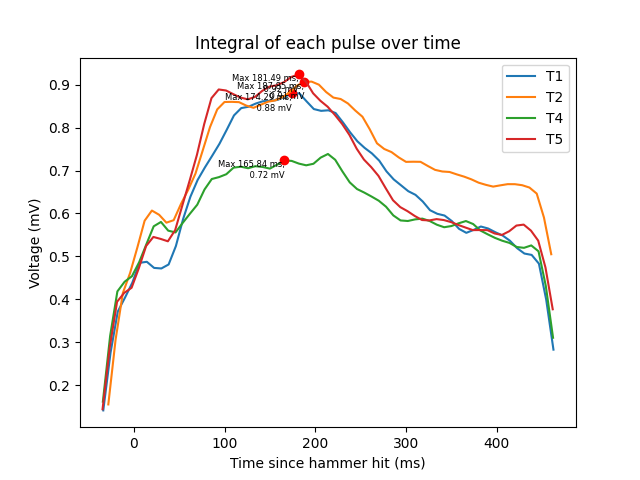 Integral of each pulse over time
T1
T2
T4
T5
Max 181.49 ms,
Max 174.29 ms,
0.88 mV
Max 165.84 ms,
0.72 mV
0.9
0.8
0.7
0.6
0.5
0.4
0.3
0.2
Voltage (mV)
0
100
200
300
400
Time since hammer hit (ms)